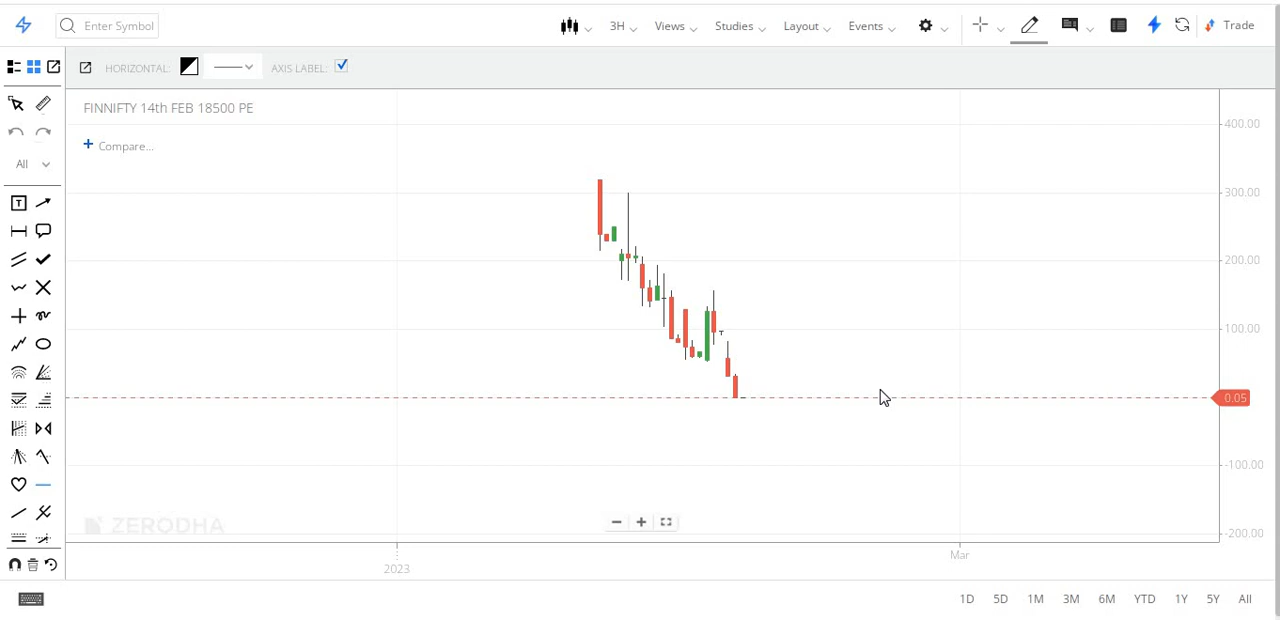 Enter Symbol
3H
Views
Studies
Layout
Events
Trade
HORIZONTAL:
AXIS LABEL:
FINNIFTY 14th FEB 18500 PE
Compare...
All
T
400.00
300.00
200.00
100.00
0.05
-100.00
-200.00
ZERODHA
2023
Mar
1D 5D 1M 3M 6M YTD 1Y 5Y All